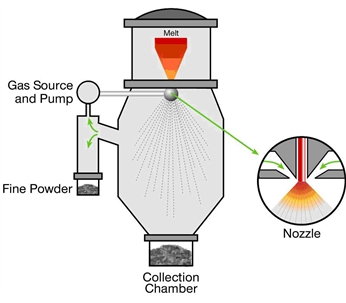 Melt
Gas Source
and Pump
Fine Powder
Nozzle
Collection
Chamber